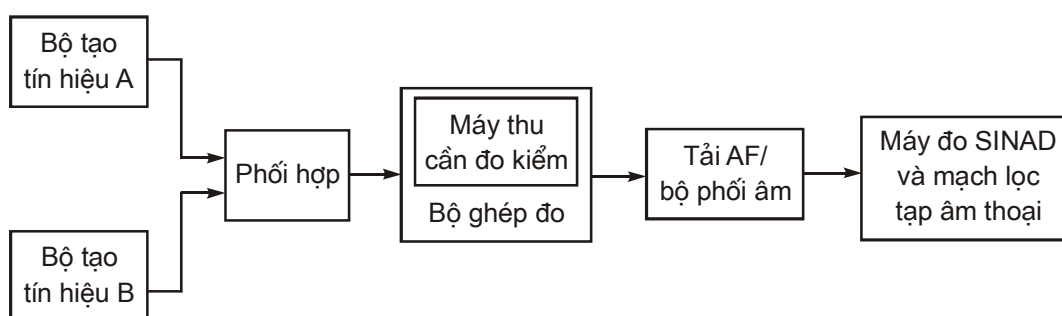 Bộ tạo
tín hiệu A
Bộ tạo
tín hiệu B
Phối hợp
Máy thu
cần đo kiểm
Bộ ghép đo
Tải AF/
bộ phối âm
Máy đo SINAD
và mạch lọc
tạp âm thoại